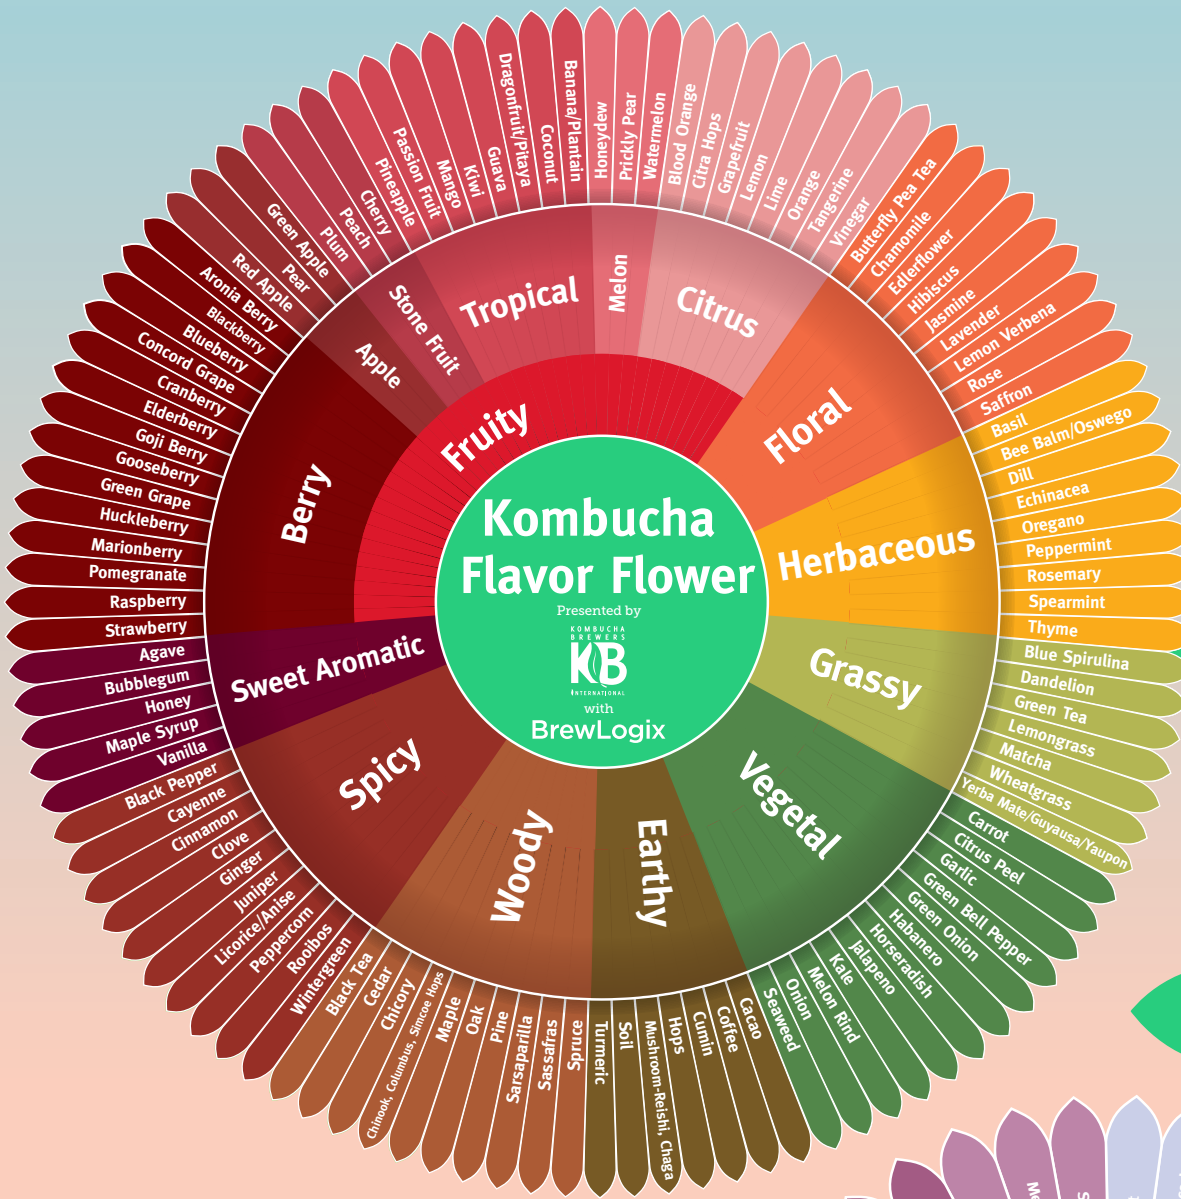 Kombucha
Flavor Flower
Presented by
KOMBUCHA
BREWERS
KB
INTERNATIONAL
with
BrewLogix
Fruity
Floral
Herbaceous
Grassy
Vegetal
Earthy
Woody
Spicy
Sweet Aromatic
Berry
Apple
Stone Fruit
Tropical
Melon
Citrus
Honeydew
Prickly Pear
Watermelon
Blood Orange
Citra Hops
Grapefruit
Lemon
Lime
Orange
Tangerine
Vinegar
Butterfly Pea Tea
Chamomile
Edlerflower
Hibiscus
Jasmine
Lavender
Lemon Verbena
Rose
Saffron
Basil
Bee Balm/Oswego
Dill
Echinacea
Oregano
Peppermint
Rosemary
Spearmint
Thyme
Blue Spirulina
Dandelion
Green Tea
Lemongrass
Matcha
Wheatgrass
Yerba Mate/Guyausa/Yaupon
Carrot
Citrus Peel
Garlic
Green Bell Pepper
Green Onion
Habanero
Horseradish
Jalapeno
Kale
Melon Rind
Onion
Seaweed
Cacao
Coffee
Cumin
Hops
Mushroom-Reishi, Chaga
Soil
Turmeric
Spruce
Sassafras
Sarsaparilla
Pine
Oak
Maple
Chinook, Columbus, Simcoe Hops
Chicory
Cedar
Black Tea
Wintergreen
Rooibos
Peppercorn
Licorice/Anise
Juniper
Ginger
Clove
Cinnamon
Cayenne
Black Pepper
Vanilla
Maple Syrup
Honey
Bubblegum
Agave
Strawberry
Raspberry
Pomegranate
Marionberry
Huckleberry
Green Grape
Gooseberry
Goji Berry
Elderberry
Cranberry
Concord Grape
Blueberry
Blackberry
Aronia Berry
Red Apple
Pear
Green Apple
Plum
Peach
Cherry
Pineapple
Passion Fruit
Mango
Kiwi
Guava
Dragonfruit/Pitaya
Coconut
Banana/Plantain